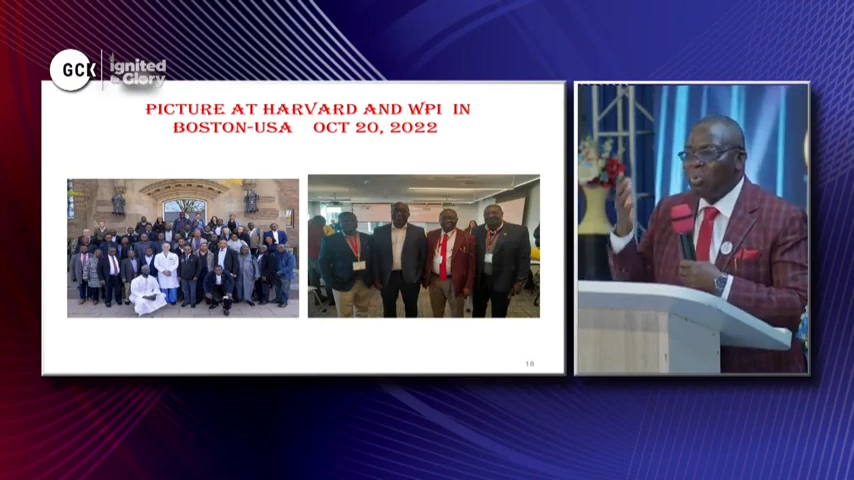 GCK
Ignited
Glory
PICTURE AT HARVARD AND WPI IN
BOSTON-USA OCT 20, 2022
18